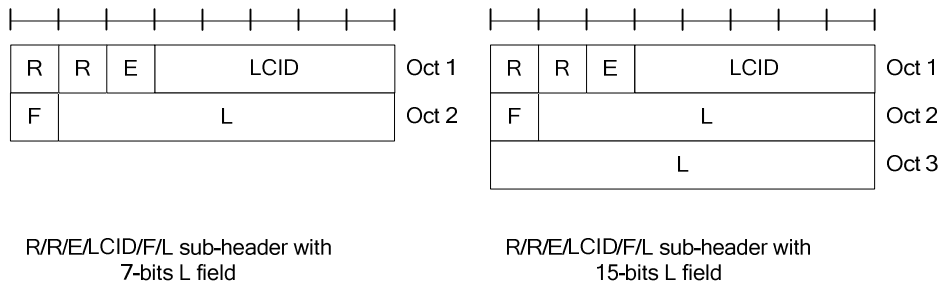 R R E LCID Oct 1
F L Oct 2
R/R/E/LCID/F/L sub-header with
7-bits L field
R R E LCID Oct 1
F L Oct 2
L Oct 3
R/R/E/LCID/F/L sub-header with
15-bits L field